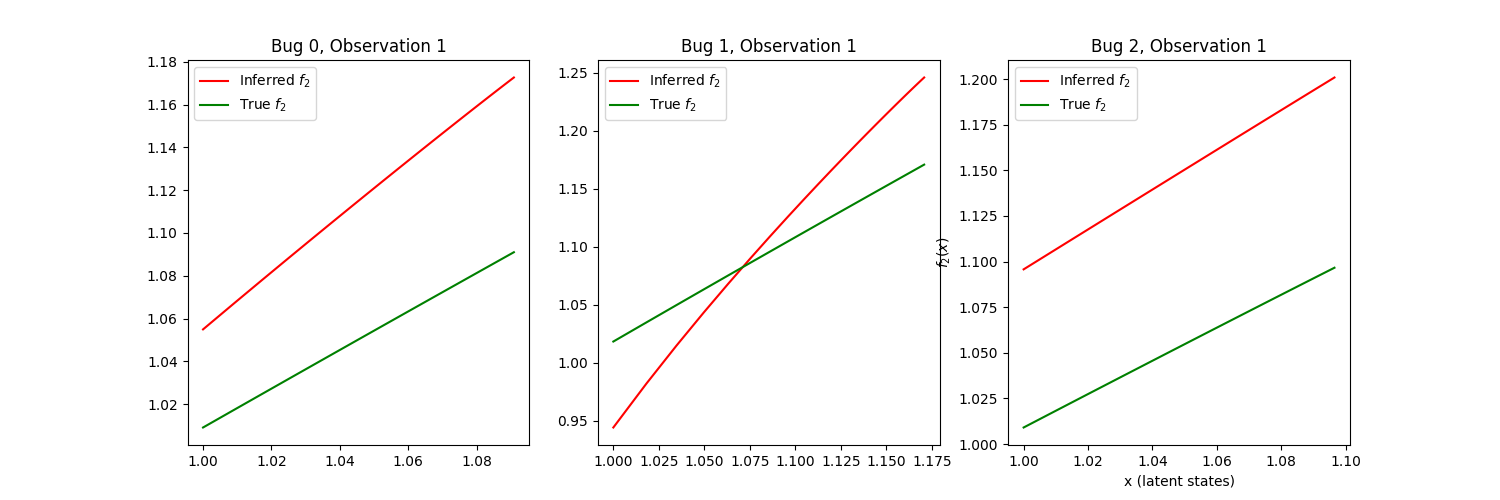 Bug 0, Observation 1
Inferred f₂
True f₂
1.18
1.16
1.14
1.12
1.10
1.08
1.06
1.04
1.02
1.00 1.02 1.04 1.06 1.08
Bug 1, Observation 1
Inferred f₂
True f₂
1.25
1.20
1.15
1.10
1.05
1.00
0.95
1.000 1.025 1.050 1.075 1.100 1.125 1.150 1.175
Bug 2, Observation 1
Inferred f₂
True f₂
f₂(x)
1.200
1.175
1.150
1.125
1.100
1.075
1.050
1.025
1.000
1.00 1.02 1.04 1.06 1.08 1.10
x (latent states)